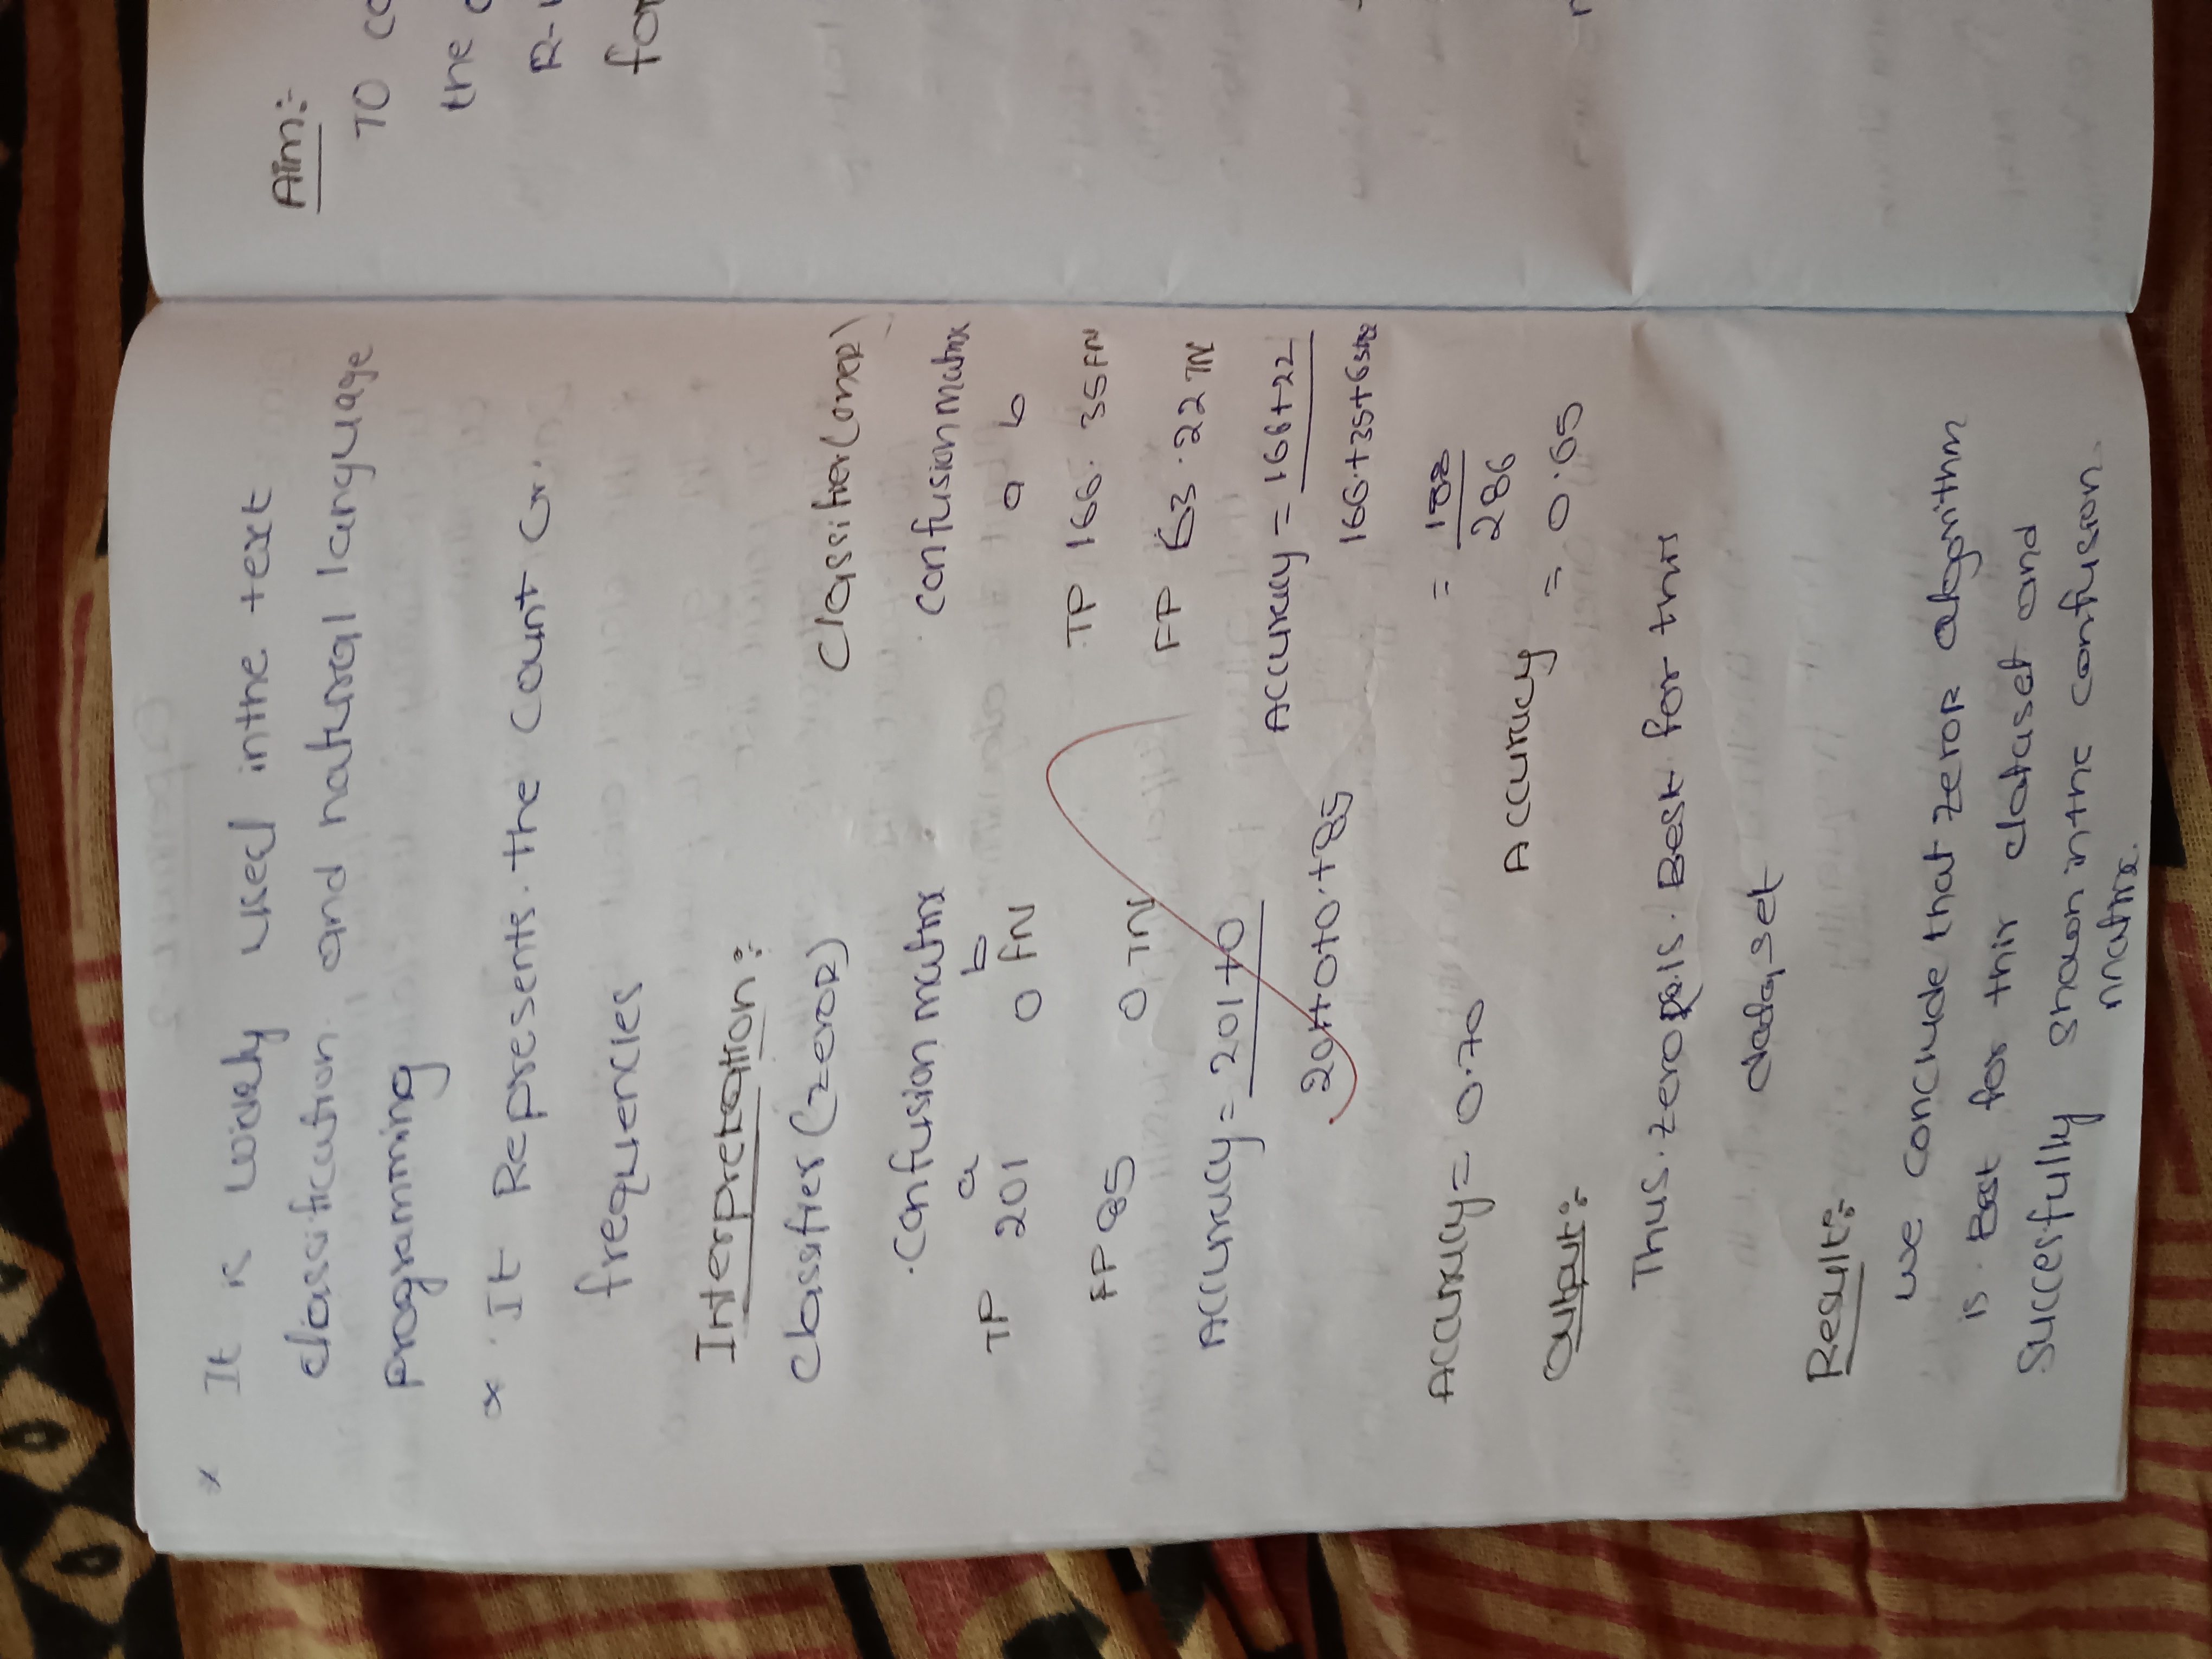 * It is widely used in the text
classification and natural language
programming
* It Represents the count or
frequencies
Interpretation:
classifier (zeroR)
confusion matrix
a b
TP 201 0 FN
FP 85 0 TN
Accuracy = 201+0
201+0+0+85
Accuracy = 0.70
classifier (oneR)
confusion matrix
a b
TP 166 35 FN
FP 63 22 TN
Accuracy = 166+22
166+35+63+22
= 188
286
Accuracy = 0.65
Output:-
Thus zeroR is Best for this
data set
Result:-
we conclude that zeroR algorithm
is Best for this dataset and
succesfully shown in the confusion
matrix.
Aim:-
To co
the
R-
for